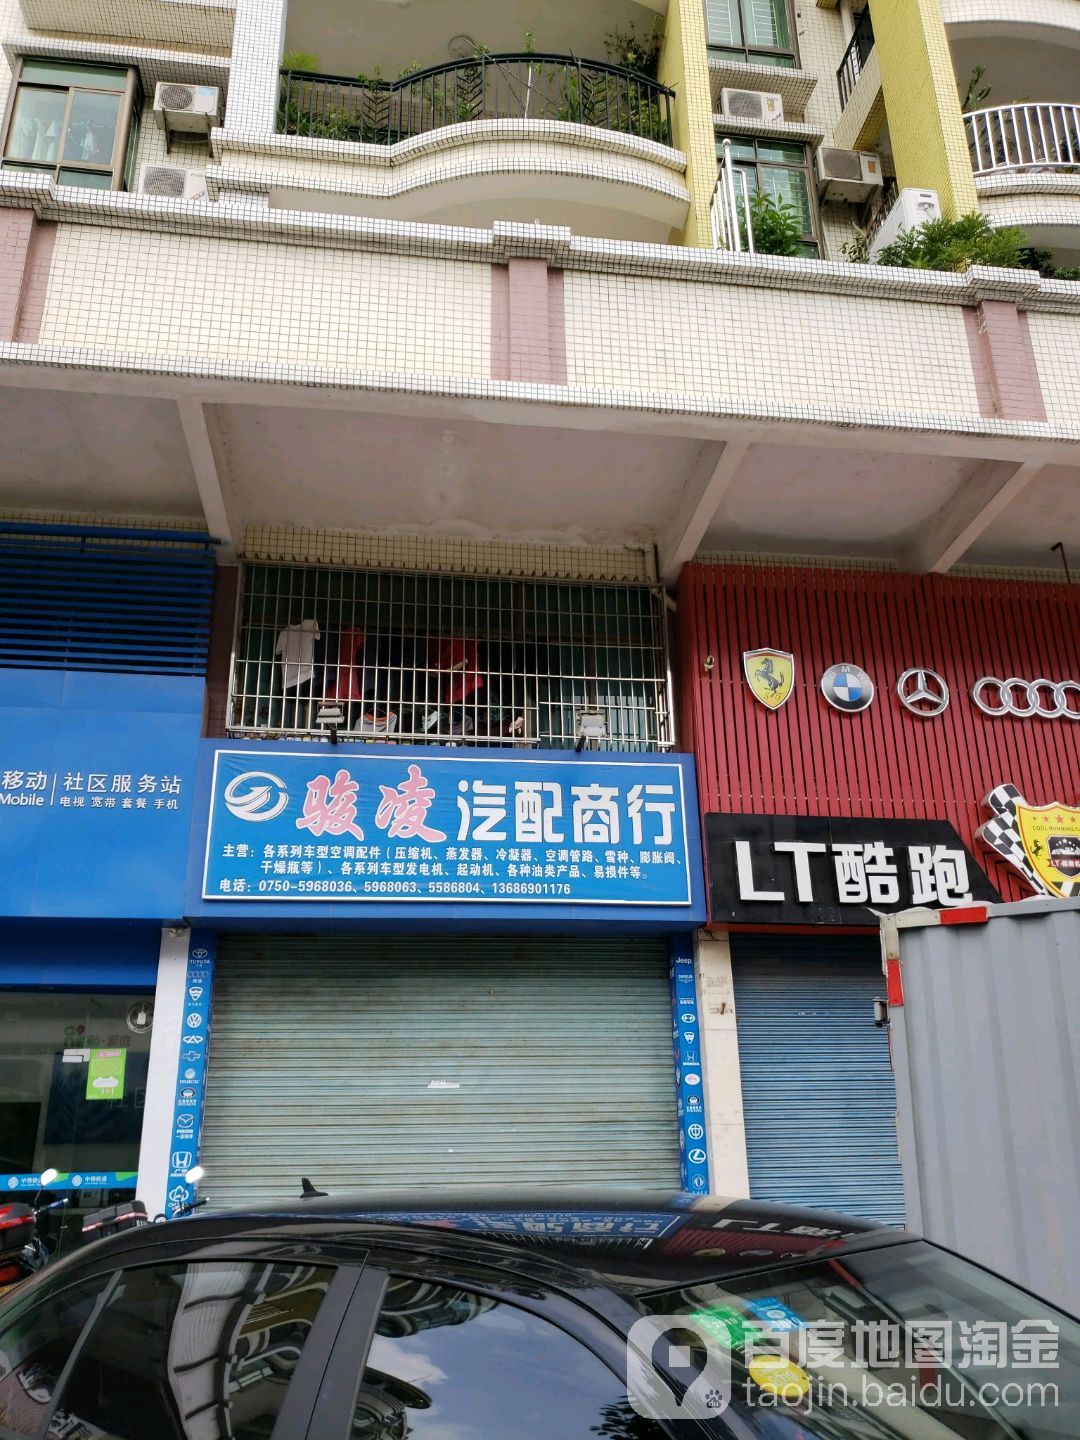 移动 社区服务站
Mobile 电视 宽带 套餐 手机
骏凌汽配商行
主营：各系列车型空调配件（压缩机、蒸发器、冷凝器、空调管路、雪种、膨胀阀、
干燥瓶等）、各系列车型发电机、起动机、各种油类产品、易损件等。
电话：0750-5968036、5968063、5586804、13686901176
LT酷跑
TOYOTA
Jeep
百度地图淘金
taojin.baidu.com